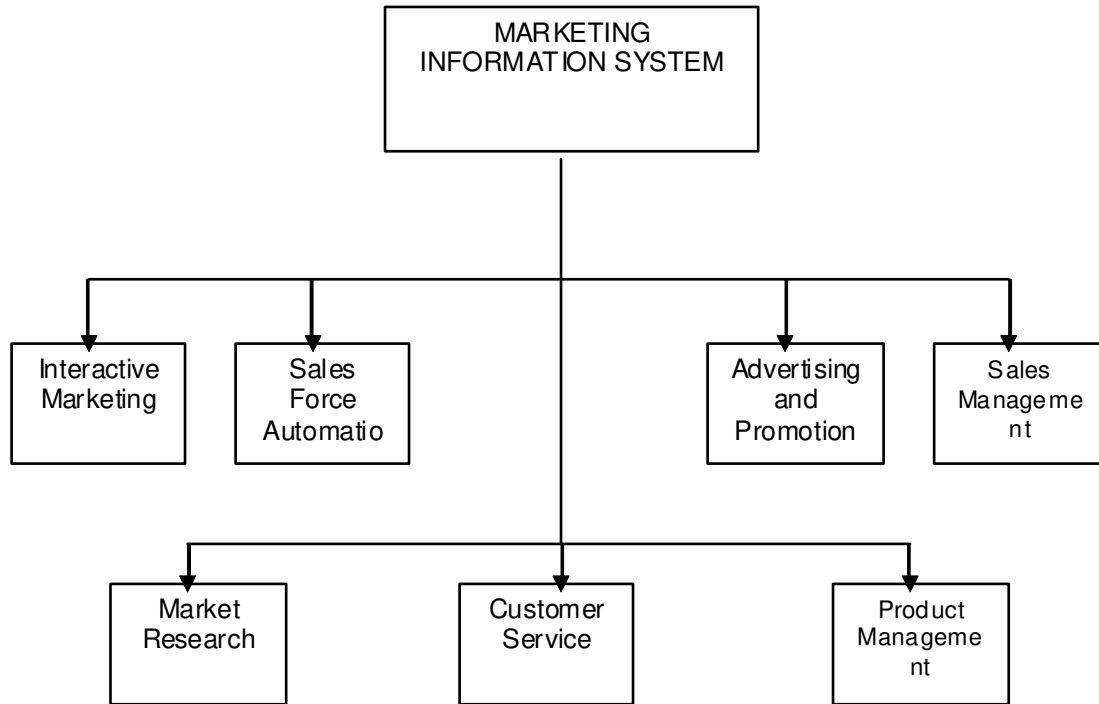 MARKETING
INFORMATION SYSTEM
Interactive
Marketing
Sales
Force
Automatio
Advertising
and
Promotion
Sales
Manageme
nt
Market
Research
Customer
Service
Product
Manageme
nt